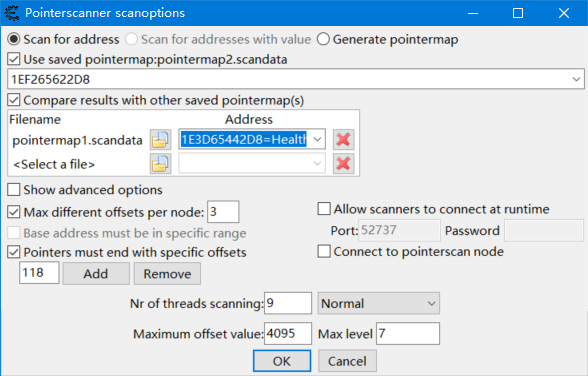 Pointerscanner scanoptions
Scan for address Scan for addresses with value Generate pointermap
Use saved pointermap:pointermap2.scandata
1EF265622D8
Compare results with other saved pointermap(s)
Filename Address
pointermap1.scandata 1E3D65442D8=Health
<Select a file>
Show advanced options
Max different offsets per node: 3 Allow scanners to connect at runtime
Base address must be in specific range Port: 52737 Password
Pointers must end with specific offsets Connect to pointerscan node
118 Add Remove
Nr of threads scanning: 9 Normal
Maximum offset value: 4095 Max level 7
OK Cancel